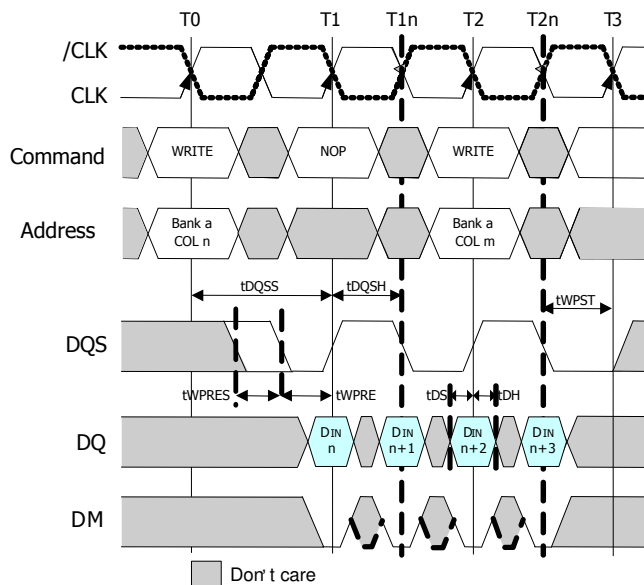 T0 T1 T1n T2 T2n T3
/CLK
CLK
Command WRITE NOP WRITE
Address Bank a COL n Bank a COL m
tDQSS tDQSH tWPST
DQS
tWPRES tWPRE tDS tDH
DQ DIN n DIN n+1 DIN n+2 DIN n+3
DM
Don't care